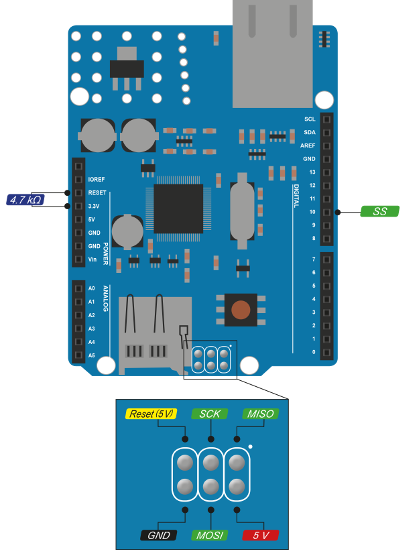 SCL
SDA
AREF
GND
13
12
11
10
9
8
DIGITAL
7
6
5
4
3
2
1
0
IOREF
RESET
3.3V
5V
GND
GND
Vin
POWER
4.7 kΩ
SS
A0
A1
A2
A3
A4
A5
ANALOG
Reset (5V) SCK MISO
GND MOSI 5 V